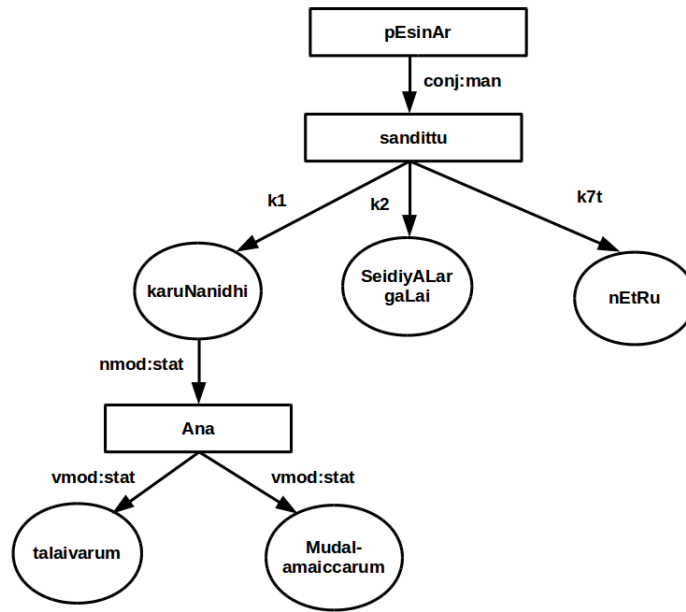 pEsinAr
conj:man
sandittu
k1
k2
k7t
karuNanidhi
SeidiyALar
gaLai
nEtRu
nmod:stat
Ana
vmod:stat
vmod:stat
talaivarum
Mudal-
amaiccarum